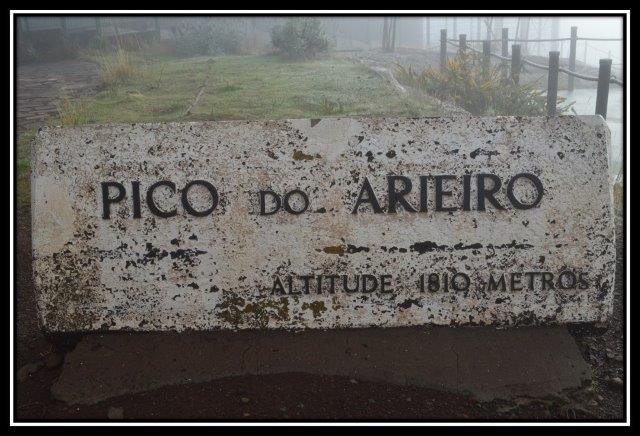 PICO DO ARIEIRO
ALTITUDE 1810 METROS